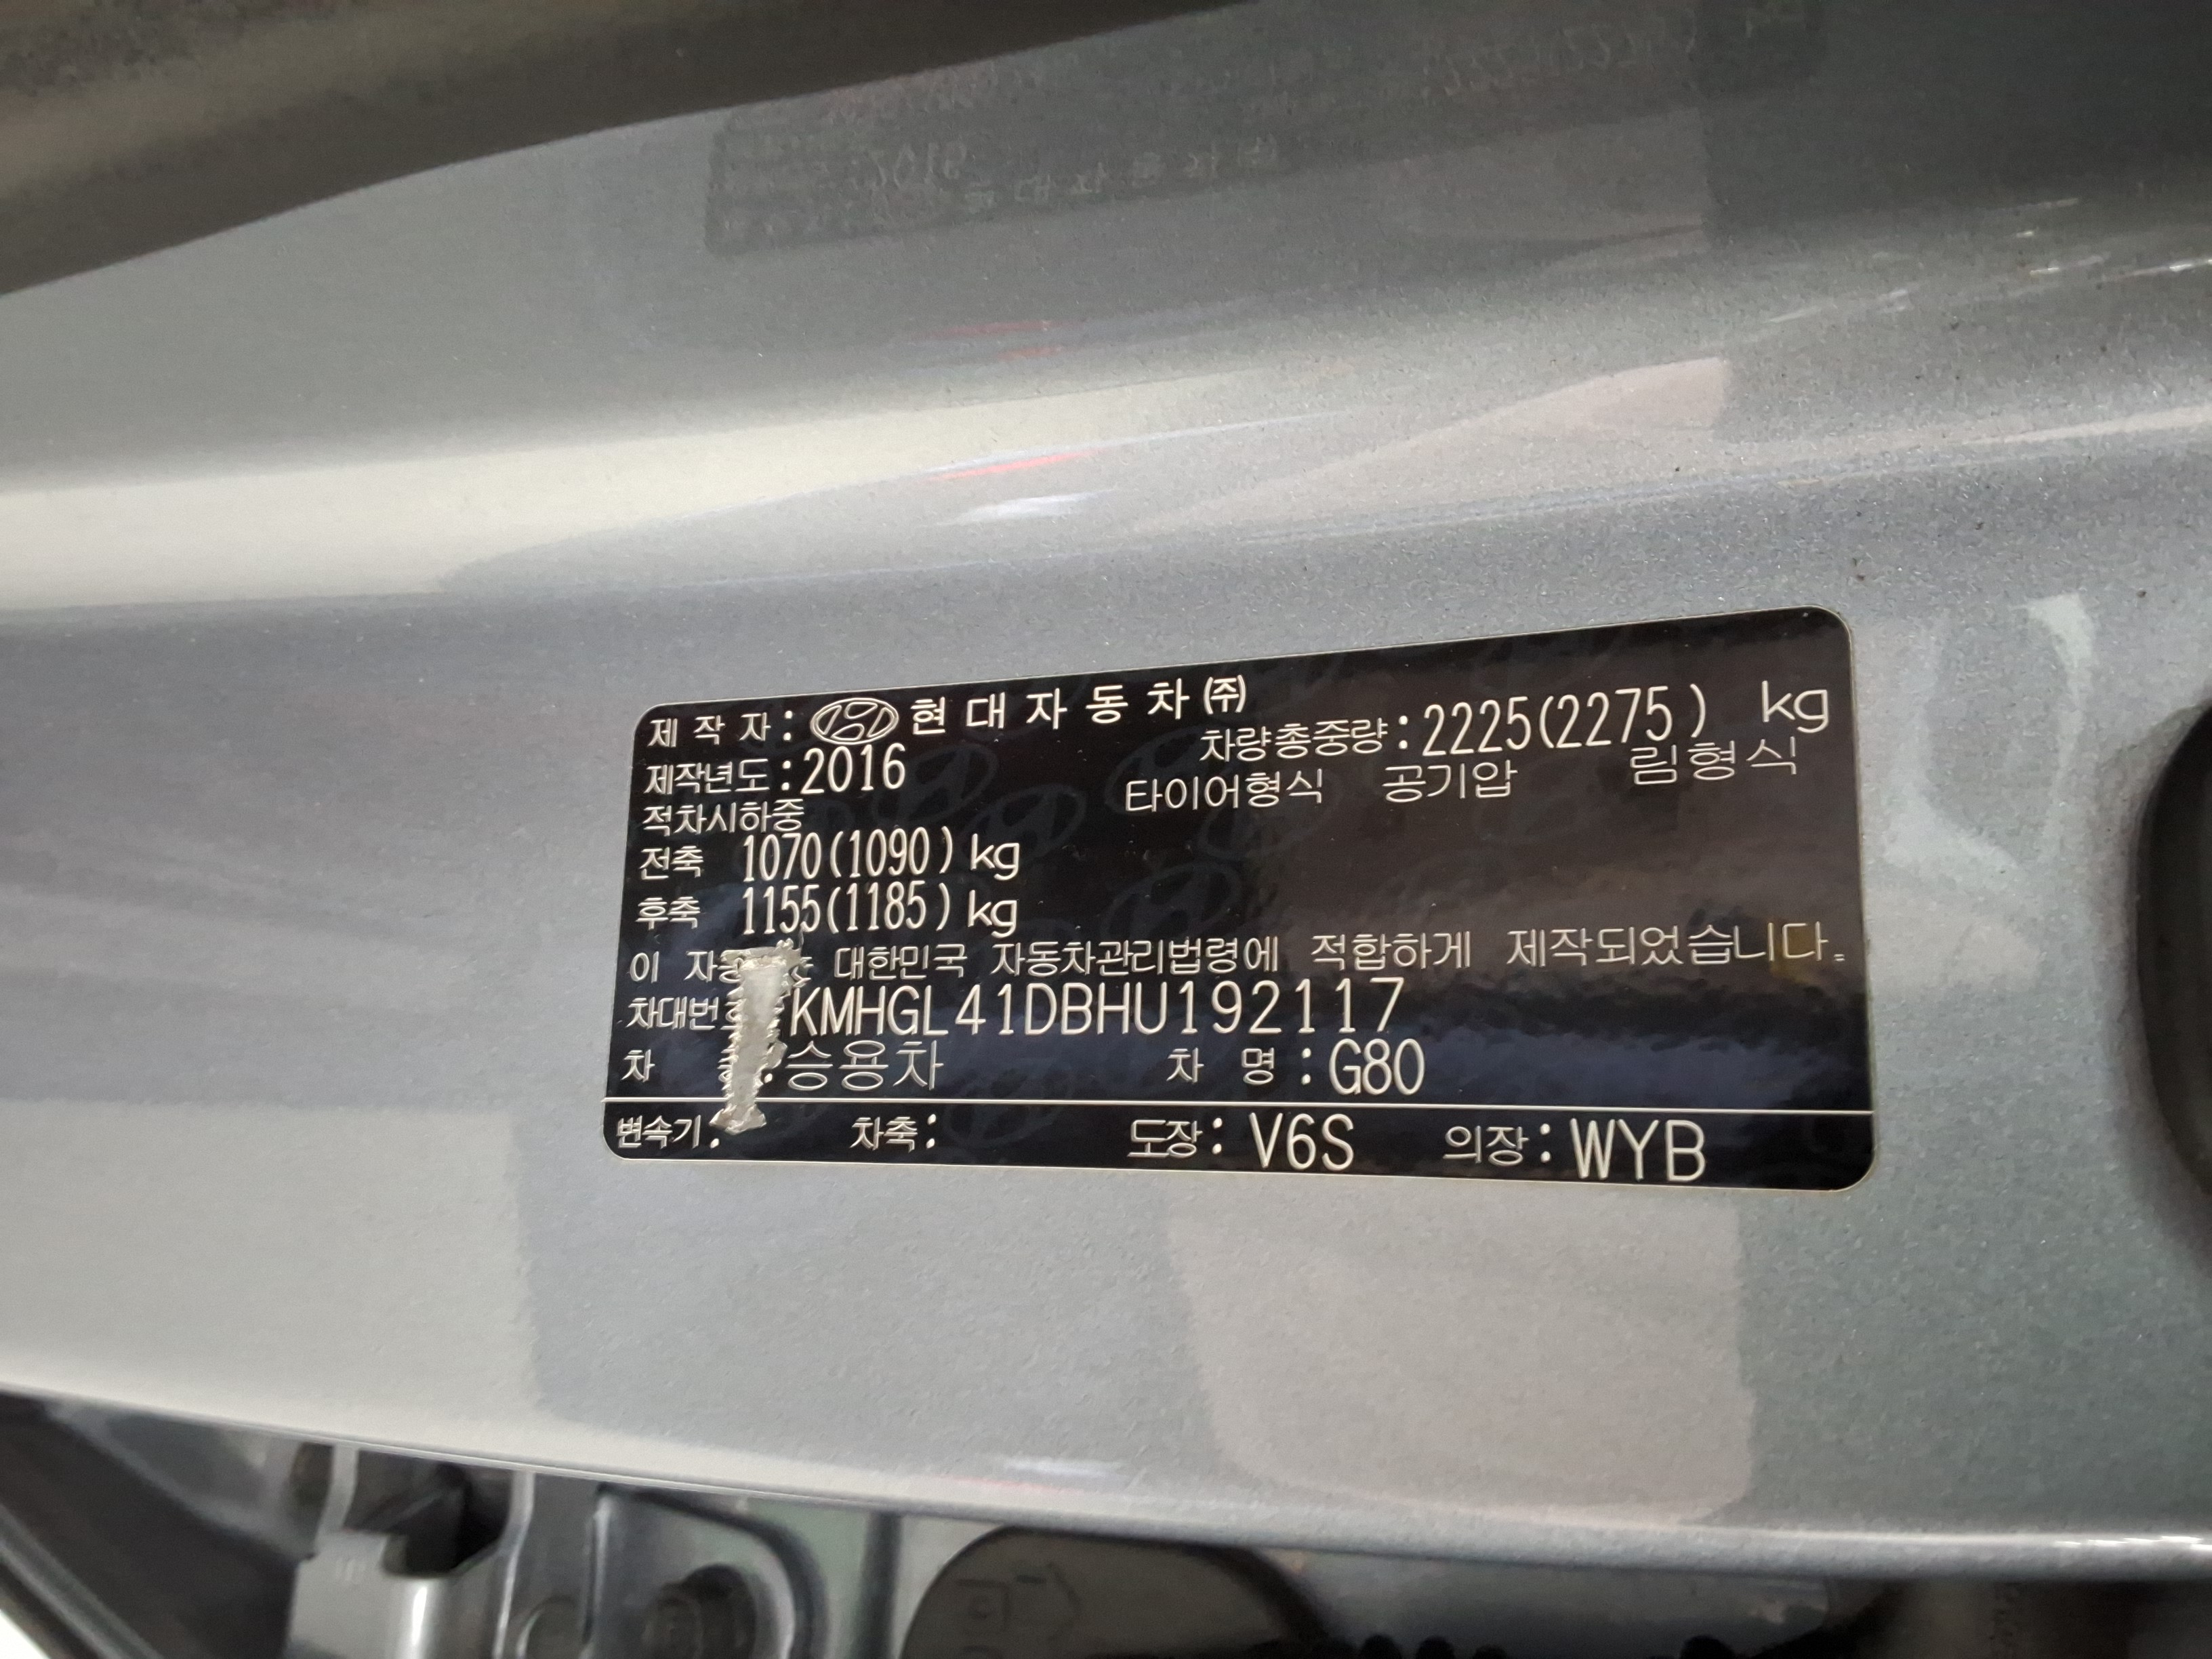 제 작 자 : 현 대 자 동 차 ㈜
차량총중량 : 2225(2275) kg
제작년도 : 2016
타이어형식 공기압 림형식
적차시하중
전축 1070(1090) kg
후축 1155(1185) kg
이 대한민국 자동차관리법령에 적합하게 제작되었습니다.
KMHGL41DBHU192117
차 : 승용차 차 명 : G80
변속기: 차축: 도장: V6S 의장: WYB